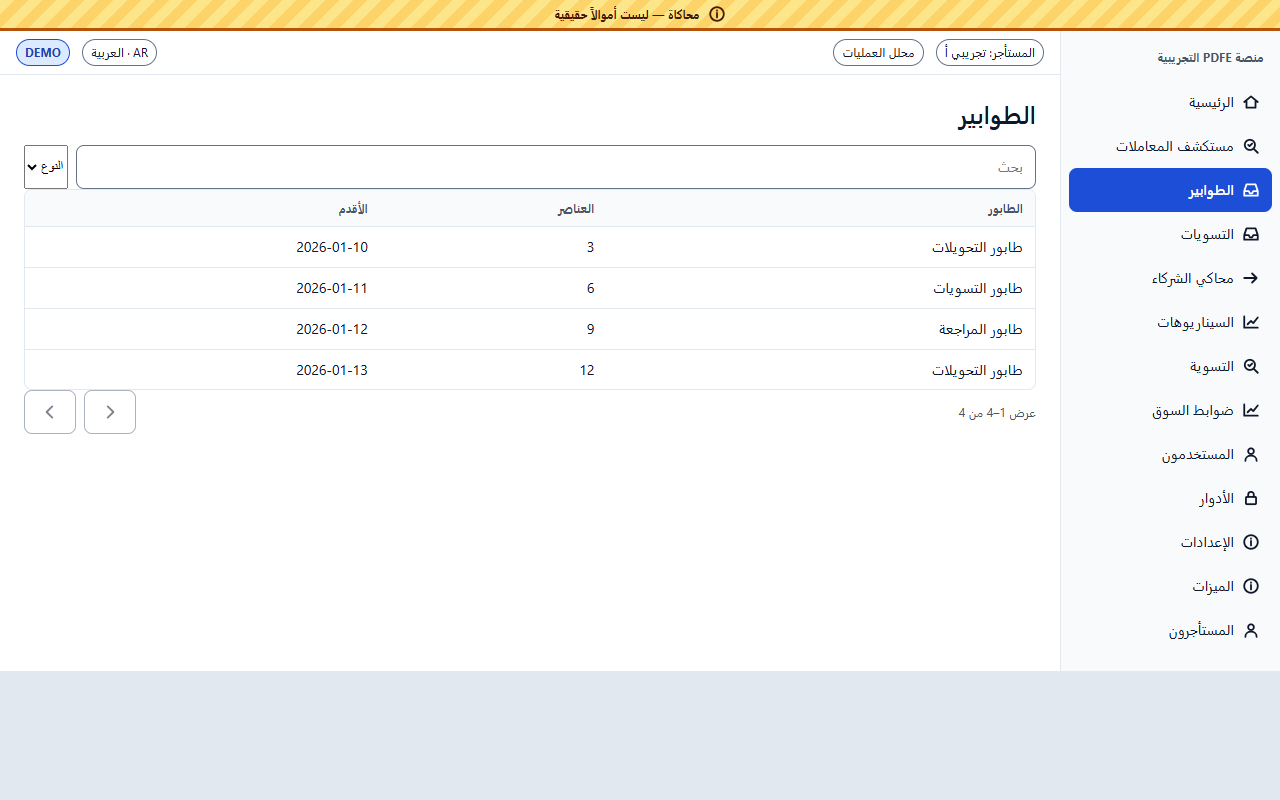 محاكاة — ليست أموالاً حقيقية
منصة PDFE التجريبية
الرئيسية
مستكشف المعاملات
الطوابير
التسويات
محاكي الشركاء
السيناريوهات
التسوية
ضوابط السوق
المستخدمون
الأدوار
الإعدادات
الميزات
المستأجرون
المستأجر: تجريبي أ
محلل العمليات
AR · العربية
DEMO
الطوابير
بحث
النوع
الطابور العناصر الأقدم
طابور التحويلات 3 2026-01-10
طابور التسويات 6 2026-01-11
طابور المراجعة 9 2026-01-12
طابور التحويلات 12 2026-01-13
عرض 1–4 من 4